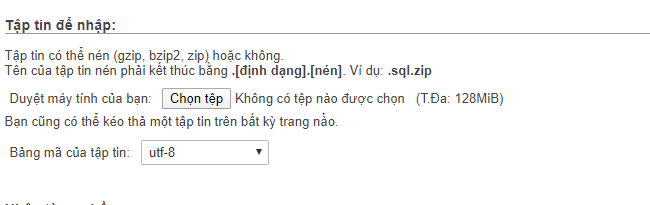 Tập tin để nhập:
Tập tin có thể nén (gzip, bzip2, zip) hoặc không.
Tên của tập tin nén phải kết thúc bằng .[định dạng].[nén]. Ví dụ: .sql.zip
Duyệt máy tính của bạn: Chọn tệp Không có tệp nào được chọn (T.Đa: 128MiB)
Bạn cũng có thể kéo thả một tập tin trên bất kỳ trang nào.
Bảng mã của tập tin: utf-8